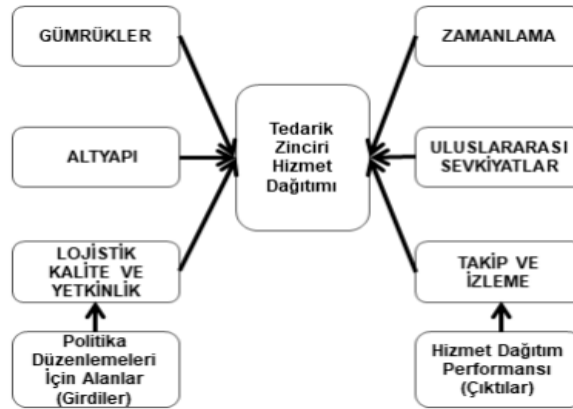 GÜMRÜKLER
ZAMANLAMA
Tedarik
Zinciri
Hizmet
Dağıtımı
ALTYAPI
ULUSLARARASI
SEVKİYATLAR
LOJİSTİK
KALİTE VE
YETKİNLİK
TAKİP VE
İZLEME
Politika
Düzenlemeleri
İçin Alanlar
(Girdiler)
Hizmet Dağıtım
Performansı
(Çıktılar)